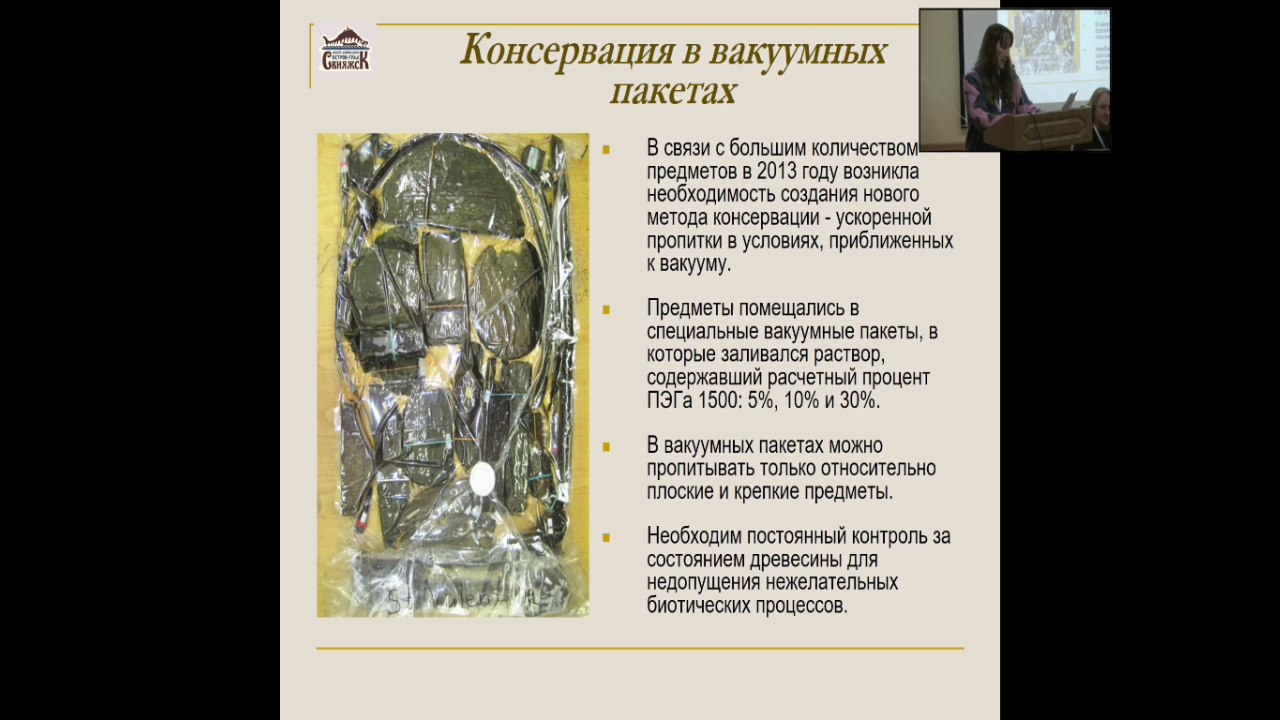 ОСТРОВ-ГРАД
СВИЯЖСК
Консервация в вакуумных
пакетах
В связи с большим количеством
предметов в 2013 году возникла
необходимость создания нового
метода консервации - ускоренной
пропитки в условиях, приближенных
к вакууму.
Предметы помещались в
специальные вакуумные пакеты, в
которые заливался раствор,
содержавший расчетный процент
ПЭГа 1500: 5%, 10% и 30%.
В вакуумных пакетах можно
пропитывать только относительно
плоские и крепкие предметы.
Необходим постоянный контроль за
состоянием древесины для
недопущения нежелательных
биотических процессов.